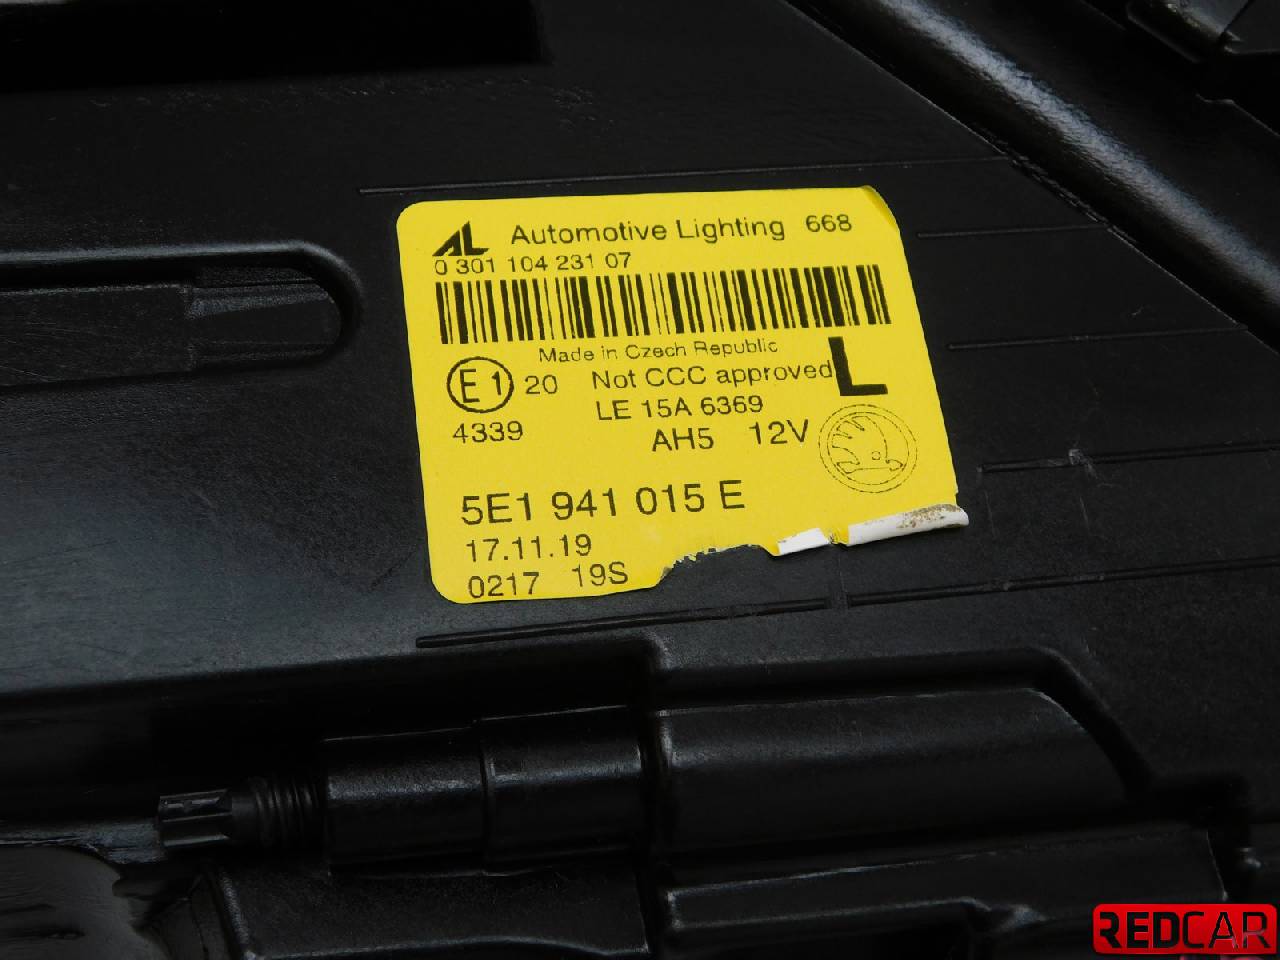 AL Automotive Lighting 668
0 301 104 231 07
Made in Czech Republic
E 1 20 Not CCC approved L
LE 15A 6369
4339 AH5 12V
5E1 941 015 E
17.11.19
0217 19S
REDCAR